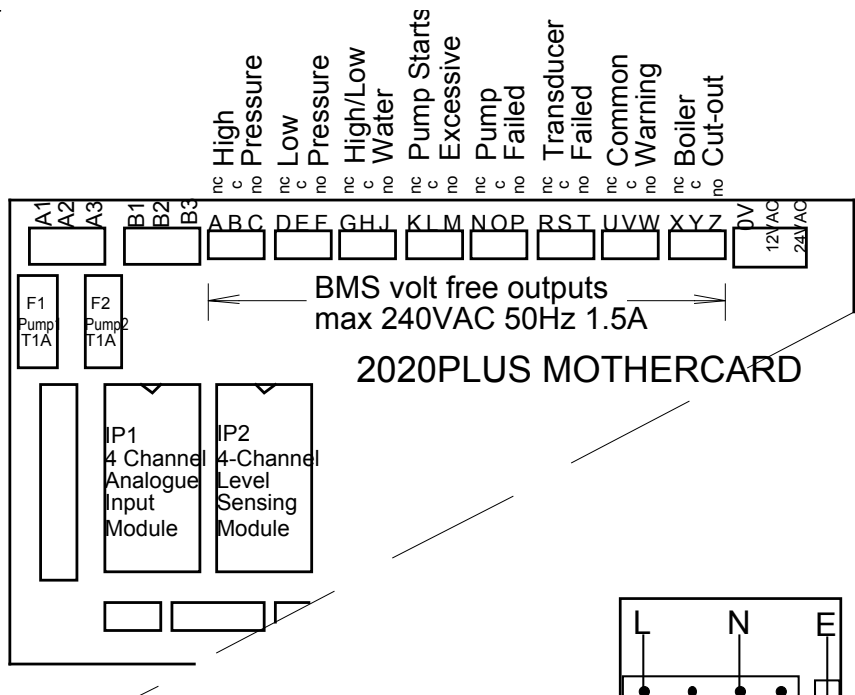 High Pressure
Low Pressure
High/Low Water
Pump Starts Excessive
Pump Failed
Transducer Failed
Common Warning
Boiler Cut-out
nc c no nc c no nc c no nc c no nc c no nc c no nc c no nc c no
A1 A2 A3 B1 B2 B3 A B C D E F G H J K L M N O P R S T U V W X Y Z 0V 12VAC 24VAC
BMS volt free outputs
max 240VAC 50Hz 1.5A
F1
Pump1
T1A
F2
Pump2
T1A
2020PLUS MOTHERCARD
IP1
4 Channel
Analogue
Input
Module
IP2
4-Channel
Level
Sensing
Module
L N E